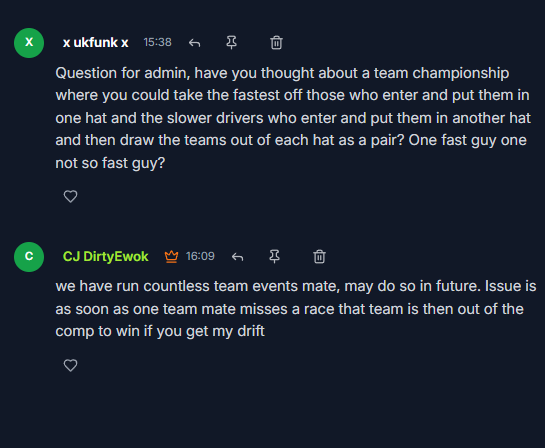 X x ukfunk x 15:38
Question for admin, have you thought about a team championship
where you could take the fastest off those who enter and put them in
one hat and the slower drivers who enter and put them in another hat
and then draw the teams out of each hat as a pair? One fast guy one
not so fast guy?
C CJ DirtyEwok 16:09
we have run countless team events mate, may do so in future. Issue is
as soon as one team mate misses a race that team is then out of the
comp to win if you get my drift